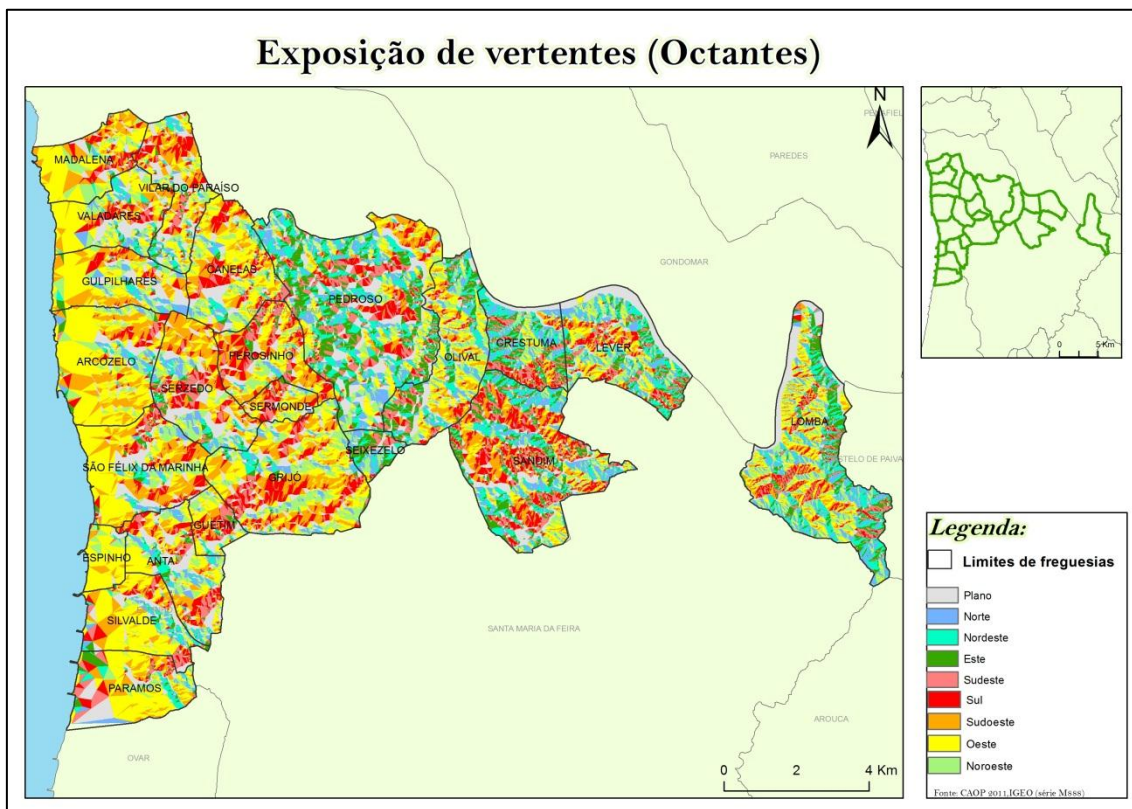 Exposição de vertentes (Octantes)
N
PAREDES
MADALENA
VILAR DO PARAÍSO
VALADARES
GONDOMAR
CANELAS
GULPILHARES
PEDROSO
CRESTUMA
LEVER
OLIVAL
PEROSINHO
ARCOZELO
SERZEDO
SERMONDE
LOMBA
SEIXEZELO
SANDIM
STELO DE PAIVA
SÃO FÉLIX DA MARINHA
GRIJÓ
GUETIM
ESPINHO
ANTA
SILVALDE
SANTA MARIA DA FEIRA
PARAMOS
AROUCA
OVAR
0 2 4 Km
0 5 Km
Legenda:
Limites de freguesias
Plano
Norte
Nordeste
Este
Sudeste
Sul
Sudoeste
Oeste
Noroeste
Fonte: CAOP 2011,IGEO (série M888)